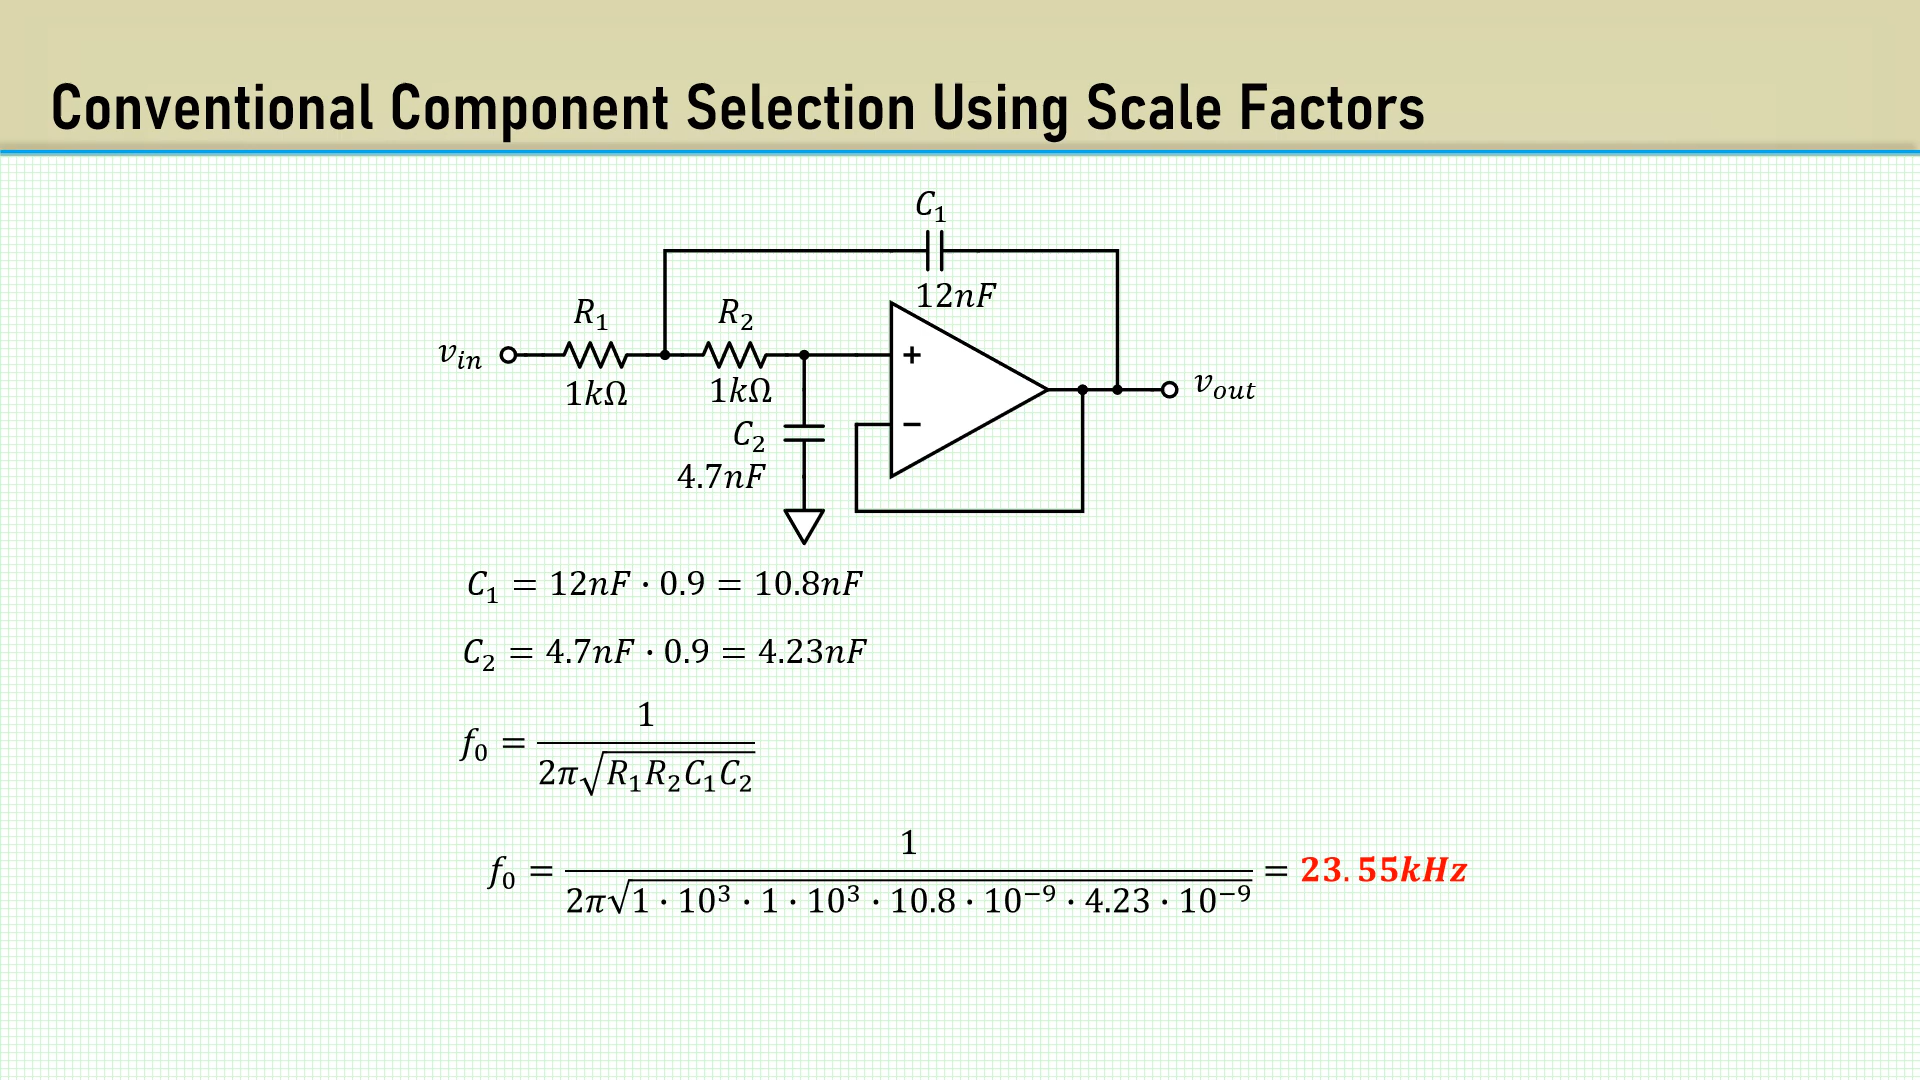 Conventional Component Selection Using Scale Factors
C₁
12nF
R₁
R₂
v_in
1kΩ
1kΩ
+
−
v_out
C₂
4.7nF
C₁ = 12nF · 0.9 = 10.8nF
C₂ = 4.7nF · 0.9 = 4.23nF
f₀ = 1 / (2π√(R₁R₂C₁C₂))
f₀ = 1 / (2π√(1 · 10³ · 1 · 10³ · 10.8 · 10⁻⁹ · 4.23 · 10⁻⁹)) = 23.55kHz